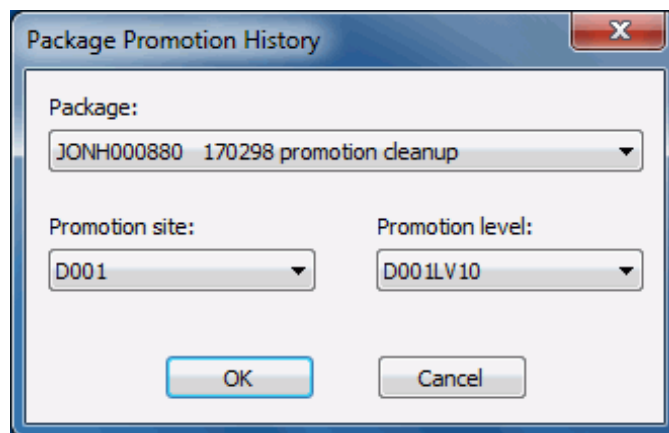 Package Promotion History
Package:
JONH000880 170298 promotion cleanup
Promotion site: Promotion level:
D001 D001LV10
OK Cancel